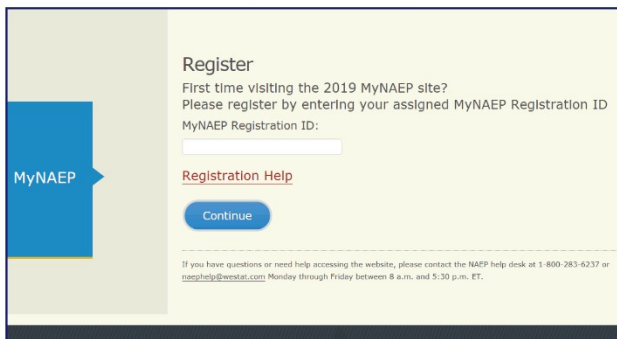 Register
First time visiting the 2019 MyNAEP site?
Please register by entering your assigned MyNAEP Registration ID
MyNAEP Registration ID:
MyNAEP
Registration Help
Continue
If you have questions or need help accessing the website, please contact the NAEP help desk at 1-800-283-6237 or
naephelp@westat.com Monday through Friday between 8 a.m. and 5:30 p.m. ET.